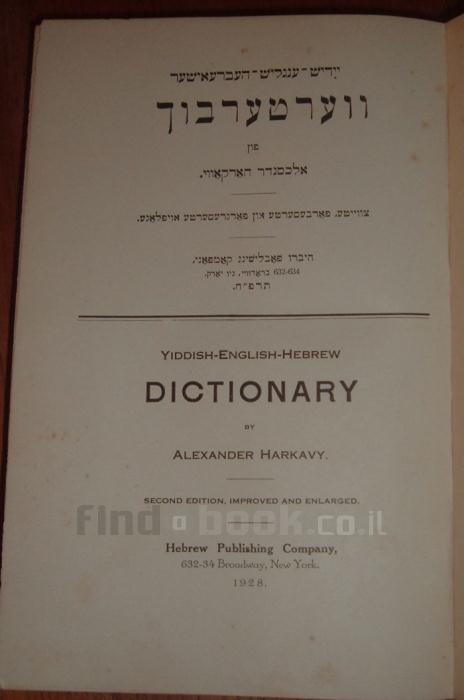 יידיש-ענגליש-העברעאישער
ווערטערבוך
פון
אלכסנדר הארקאווי.
צווייטע, פארבעסערטע און פארגרעסערטע אויפלאגע.
היברו פאבלישינג קאמפאני,
632-634 בראדוויי, ניו יארק.
תרפ"ח.
YIDDISH-ENGLISH-HEBREW
DICTIONARY
BY
ALEXANDER HARKAVY.
SECOND EDITION, IMPROVED AND ENLARGED.
find a book.co.il
Hebrew Publishing Company,
632-34 Broadway, New York.
1928.